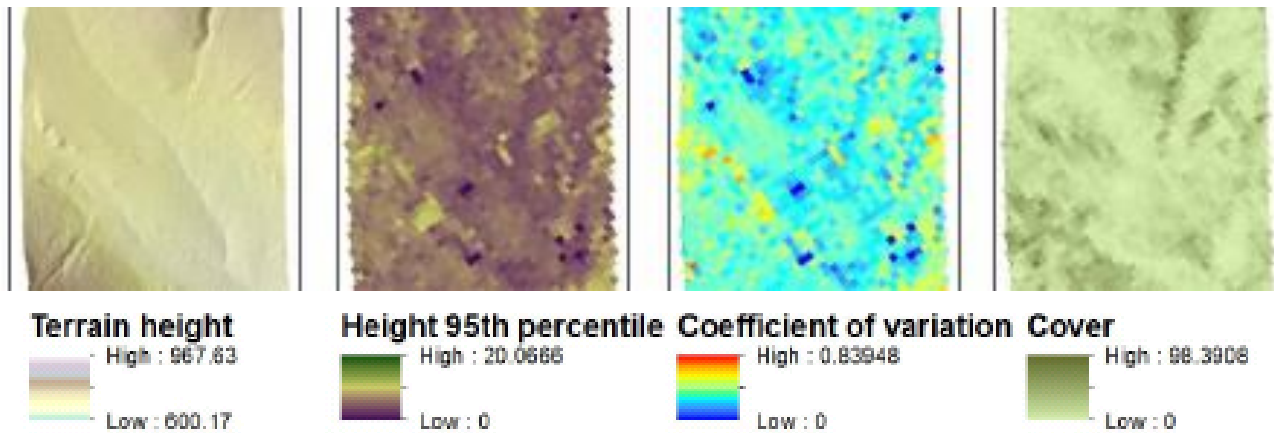 Terrain height
High : 967.63
Low : 600.17
Height 95th percentile
High : 20.0666
Low : 0
Coefficient of variation
High : 0.83948
Low : 0
Cover
High : 98.3908
Low : 0